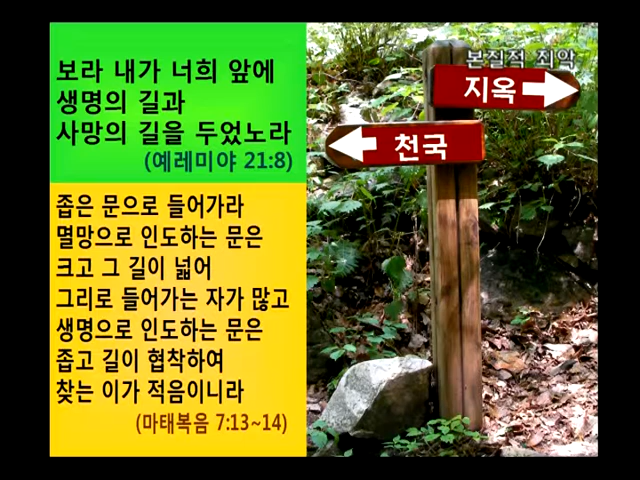 보라 내가 너희 앞에
생명의 길과
사망의 길을 두었노라
(예레미야 21:8)
좁은 문으로 들어가라
멸망으로 인도하는 문은
크고 그 길이 넓어
그리로 들어가는 자가 많고
생명으로 인도하는 문은
좁고 길이 협착하여
찾는 이가 적음이니라
(마태복음 7:13~14)
본질적 죄악
지옥
천국